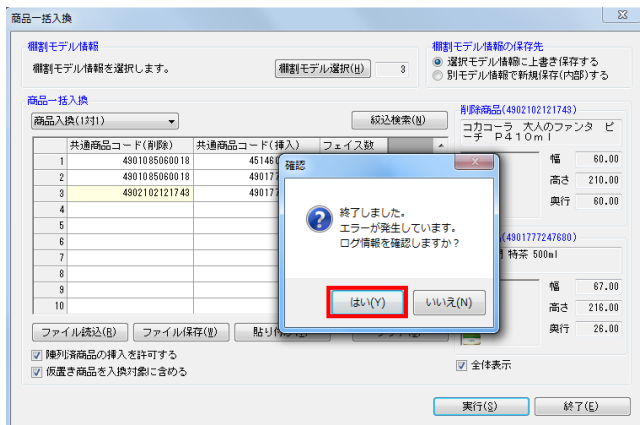 商品一括入換
棚割モデル情報
棚割モデル情報を選択します。
棚割モデル選択(H)
3
棚割モデル情報の保存先
選択モデル情報に上書き保存する
別モデル情報で新規保存(内部)する
商品一括入換
商品入換(1対1)
絞込検索(N)
共通商品コード(削除) 共通商品コード(挿入) フェイス数
1 4901085060018 45146
2 4901085060018 490177
3 4902102121743 490177
4
5
6
7
8
9
10
ファイル読込(R)
ファイル保存(W)
陳列済商品の挿入を許可する
仮置き商品を入換対象に含める
確認
終了しました。
エラーが発生しています。
ログ情報を確認しますか？
はい(Y)
いいえ(N)
削除商品(4902102121743)
コカコーラ 大人のファンタ ピ
ーチ P410ml
幅 60.00
高さ 210.00
奥行 60.00
(4901777247680)
特茶 500ml
幅 67.00
高さ 216.00
奥行 26.00
全体表示
実行(S)
終了(E)